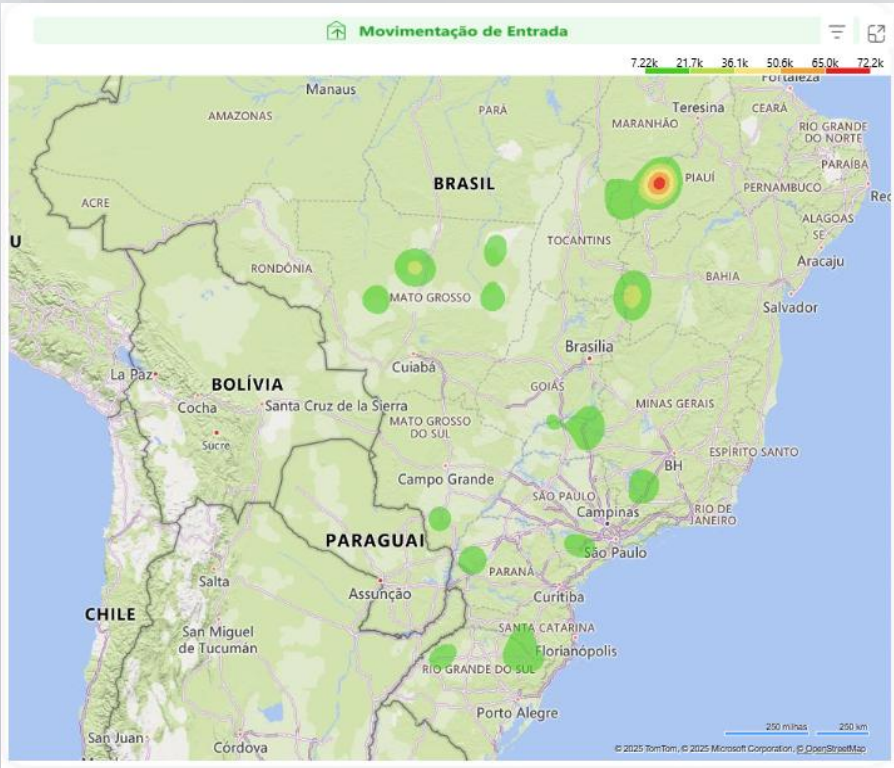 Movimentação de Entrada
7.22k 21.7k 36.1k 50.6k 65.0k 72.2k
Fortaleza
Manaus
Teresina
CEARÁ
PARÁ
AMAZONAS
MARANHÃO
RIO GRANDE
DO NORTE
PARAÍBA
PIAUÍ
BRASIL
PERNAMBUCO
Rec
ACRE
ALAGOAS
SE
U
TOCANTINS
Aracaju
RONDÔNIA
BAHIA
MATO GROSSO
Salvador
Brasília
Cuiabá
La Paz
BOLÍVIA
GOIÁS
Cocha
Santa Cruz de la Sierra
MINAS GERAIS
MATO GROSSO
DO SUL
Sucre
ESPÍRITO SANTO
BH
Campo Grande
SÃO PAULO
Campinas
RIO DE
JANEIRO
PARAGUAI
São Paulo
PARANÁ
Salta
Assunção
Curitiba
CHILE
San Miguel
de Tucumán
SANTA CATARINA
Florianópolis
RIO GRANDE DO SUL
Porto Alegre
San Juan
Córdova
250 milhas 250 km
© 2025 TomTom, © 2025 Microsoft Corporation, © OpenStreetMap